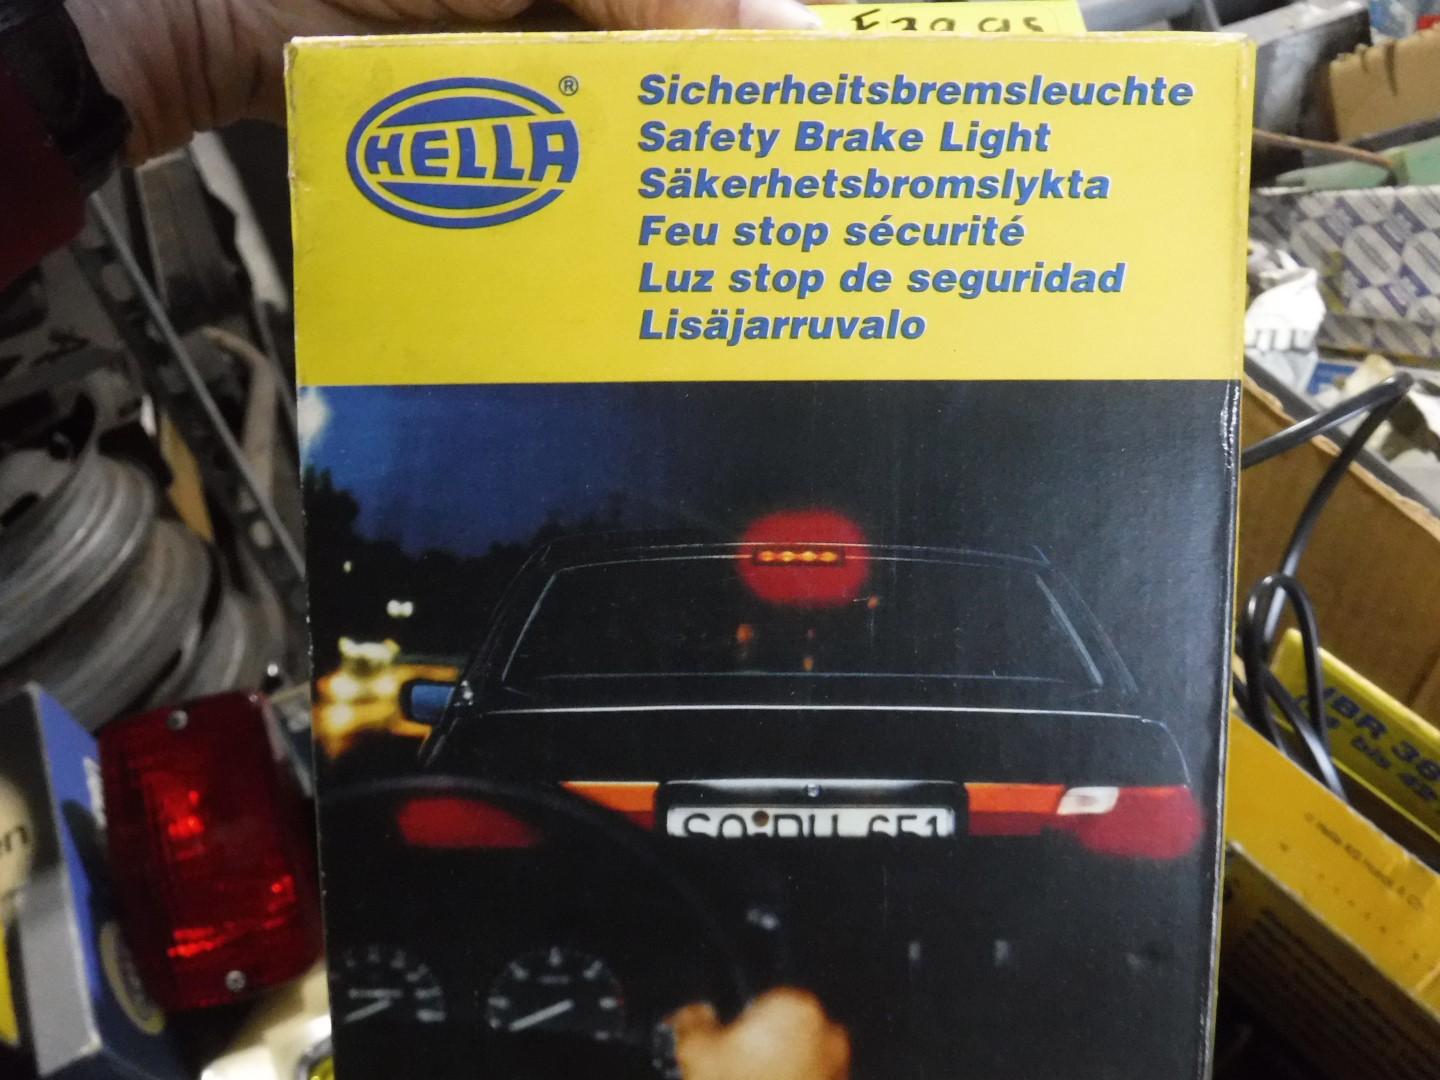 HELLA®
Sicherheitsbremsleuchte
Safety Brake Light
Säkerhetsbromslykta
Feu stop sécurité
Luz stop de seguridad
Lisäjarruvalo